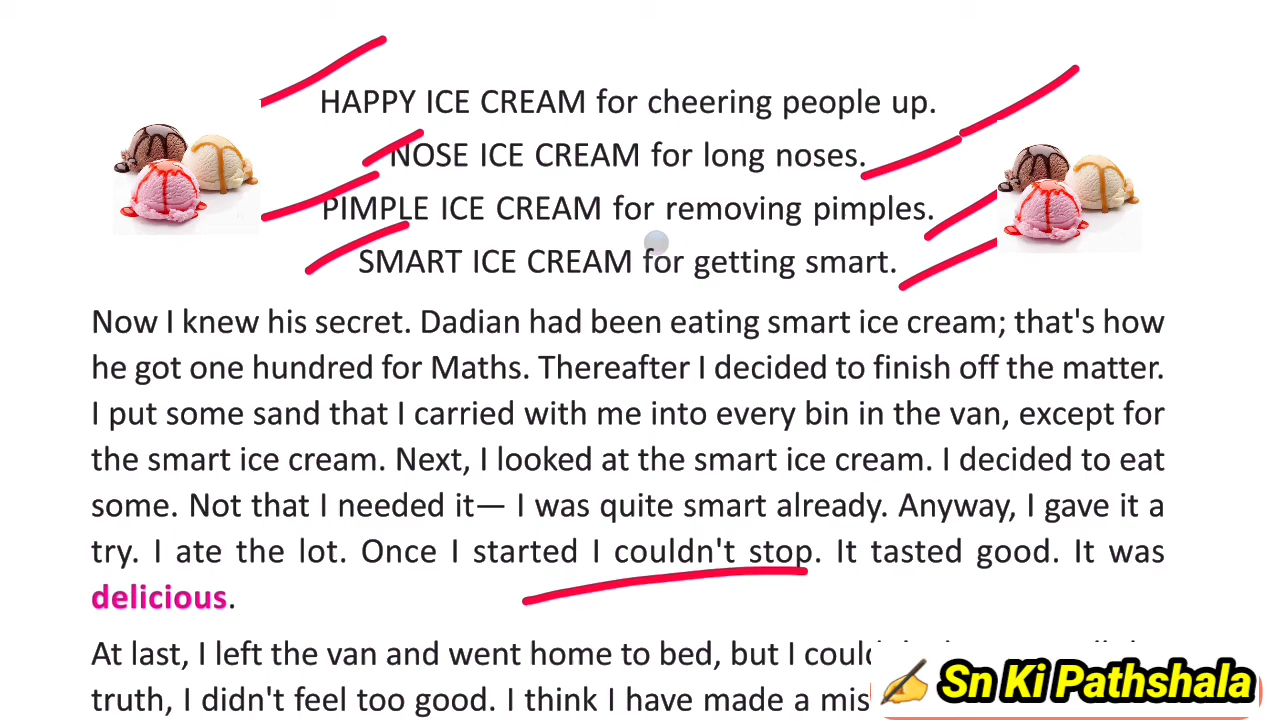 HAPPY ICE CREAM for cheering people up.
NOSE ICE CREAM for long noses.
PIMPLE ICE CREAM for removing pimples.
SMART ICE CREAM for getting smart.
Now I knew his secret. Dadian had been eating smart ice cream; that's how
he got one hundred for Maths. Thereafter I decided to finish off the matter.
I put some sand that I carried with me into every bin in the van, except for
the smart ice cream. Next, I looked at the smart ice cream. I decided to eat
some. Not that I needed it— I was quite smart already. Anyway, I gave it a
try. I ate the lot. Once I started I couldn't stop. It tasted good. It was
delicious.
At last, I left the van and went home to bed, but I
truth, I didn't feel too good. I think I have made a
Sn Ki Pathshala